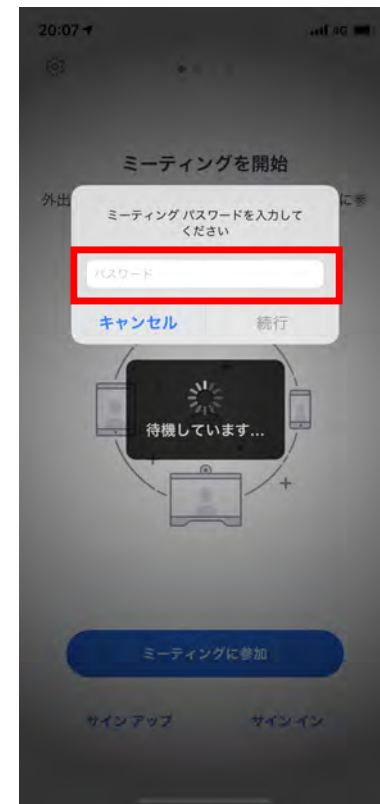 20:07
4G
ミーティングを開始
外出
に参
ミーティング パスワードを入力して
ください
パスワード
キャンセル
続行
待機しています...
ミーティングに参加
サイン アップ
サイン イン